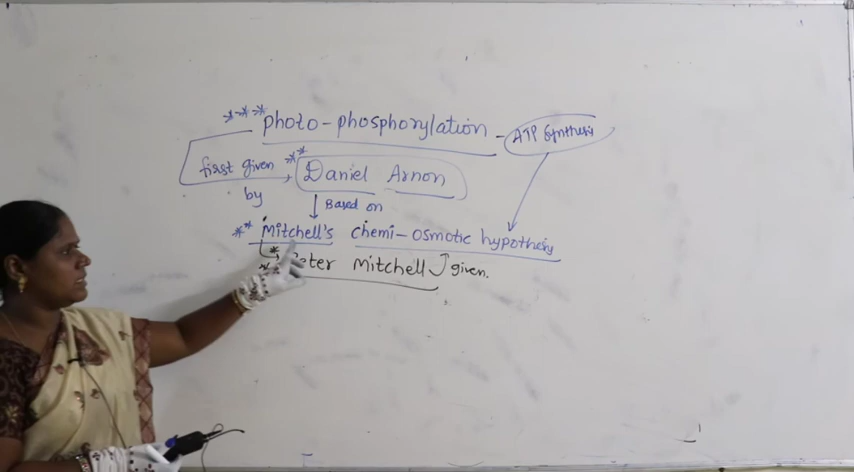 *** Photo-phosphorylation - ATP Synthesis
first given by ** Daniel Arnon
Based on
** Mitchell's chemi-osmotic hypothesis
Peter Mitchell given.